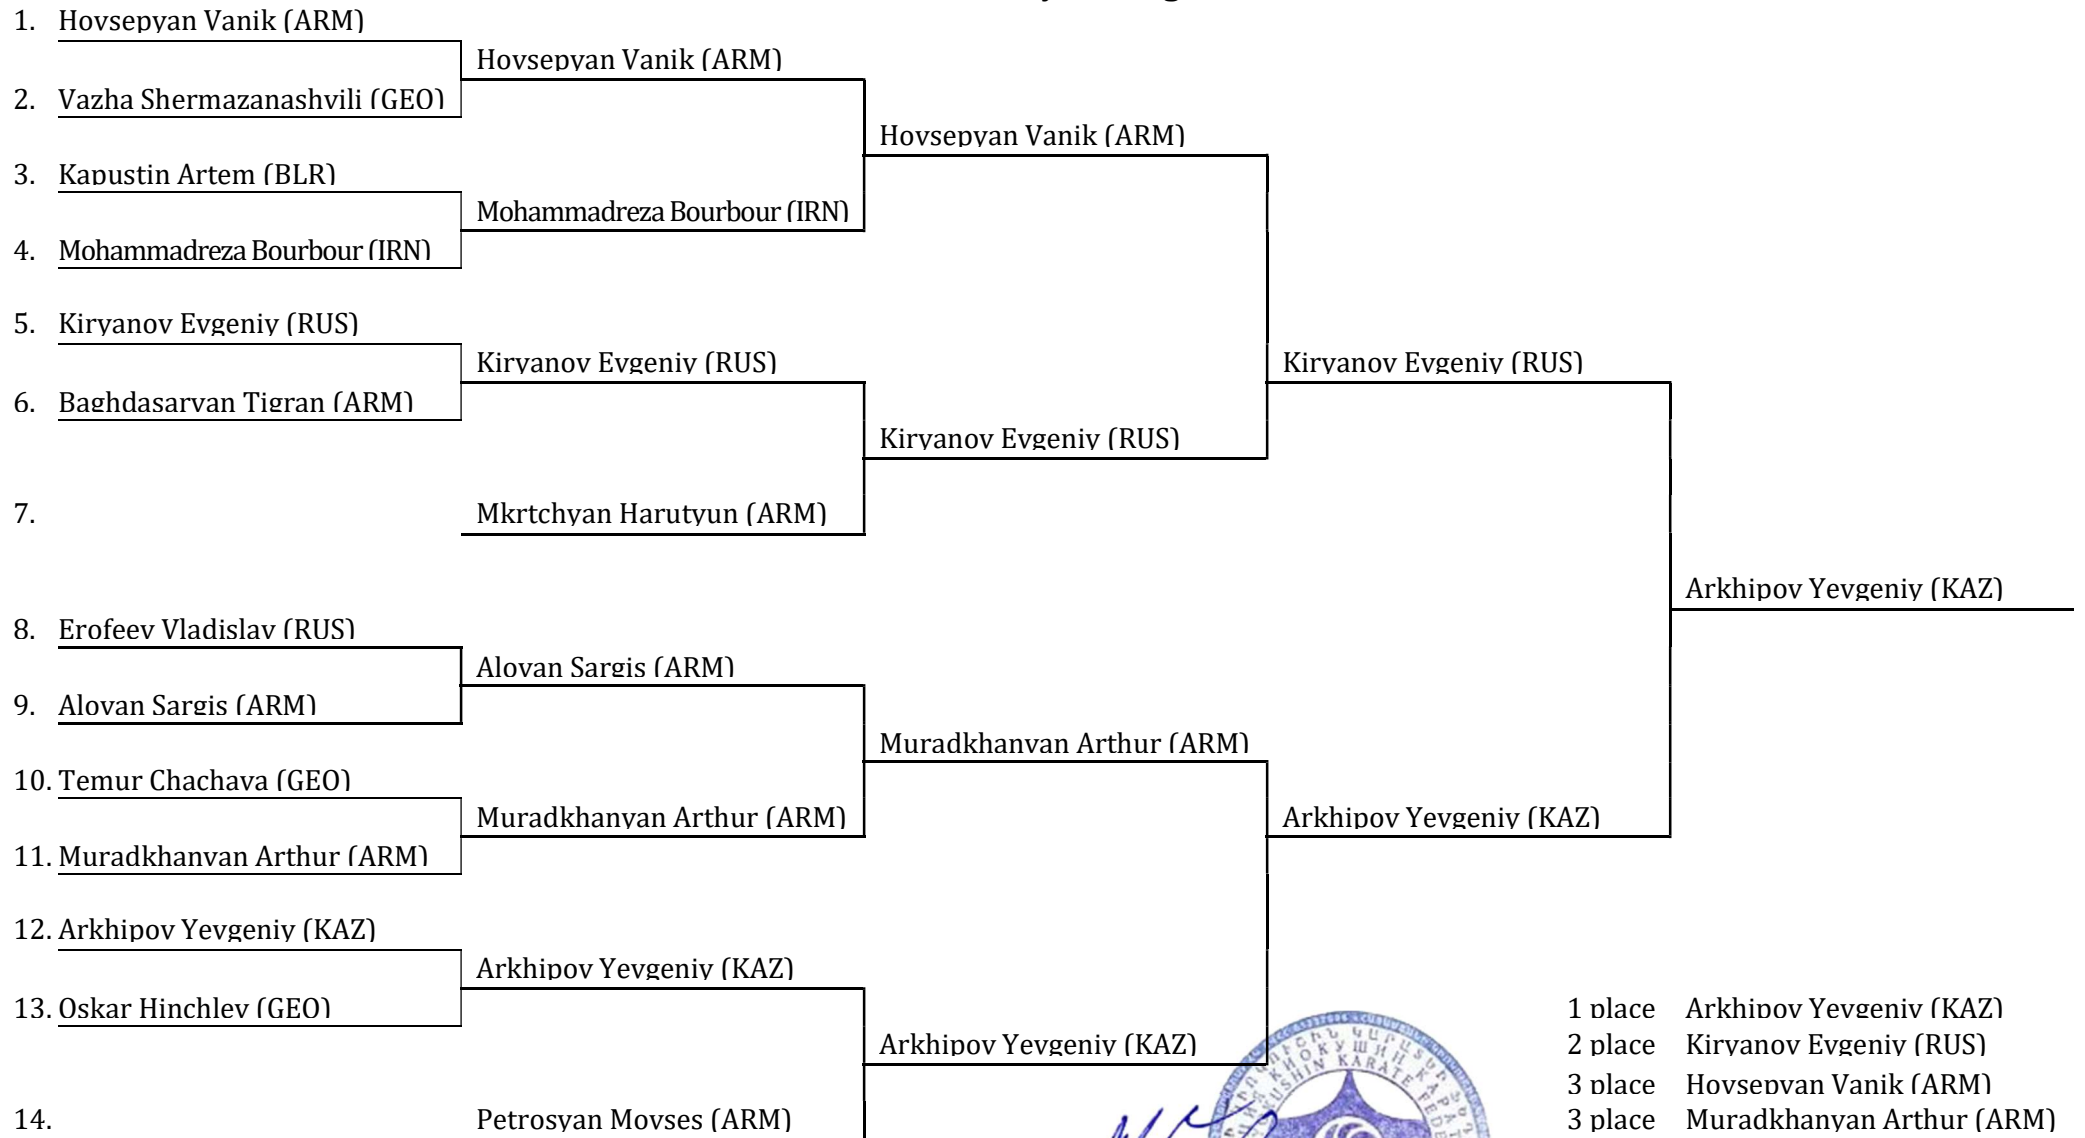 1. Hovsepyan Vanik (ARM)
Hovsepyan Vanik (ARM)
2. Vazha Shermazanashvili (GEO)
Hovsepyan Vanik (ARM)
3. Kapustin Artem (BLR)
Mohammadreza Bourbour (IRN)
4. Mohammadreza Bourbour (IRN)
5. Kiryanov Evgeniy (RUS)
Kiryanov Evgeniy (RUS)
Kiryanov Evgeniy (RUS)
6. Baghdasaryan Tigran (ARM)
Kiryanov Evgeniy (RUS)
7.
Mkrtchyan Harutyun (ARM)
Arkhipov Yevgeniy (KAZ)
8. Erofeev Vladislav (RUS)
Aloyan Sargis (ARM)
9. Aloyan Sargis (ARM)
Muradkhanyan Arthur (ARM)
10. Temur Chachava (GEO)
Muradkhanyan Arthur (ARM)
Arkhipov Yevgeniy (KAZ)
11. Muradkhanyan Arthur (ARM)
12. Arkhipov Yevgeniy (KAZ)
Arkhipov Yevgeniy (KAZ)
13. Oskar Hinchley (GEO)
1 place Arkhipov Yevgeniy (KAZ)
Arkhipov Yevgeniy (KAZ)
2 place Kiryanov Evgeniy (RUS)
3 place Hovsepyan Vanik (ARM)
14.
Petrosyan Movses (ARM)
3 place Muradkhanyan Arthur (ARM)
KARATE